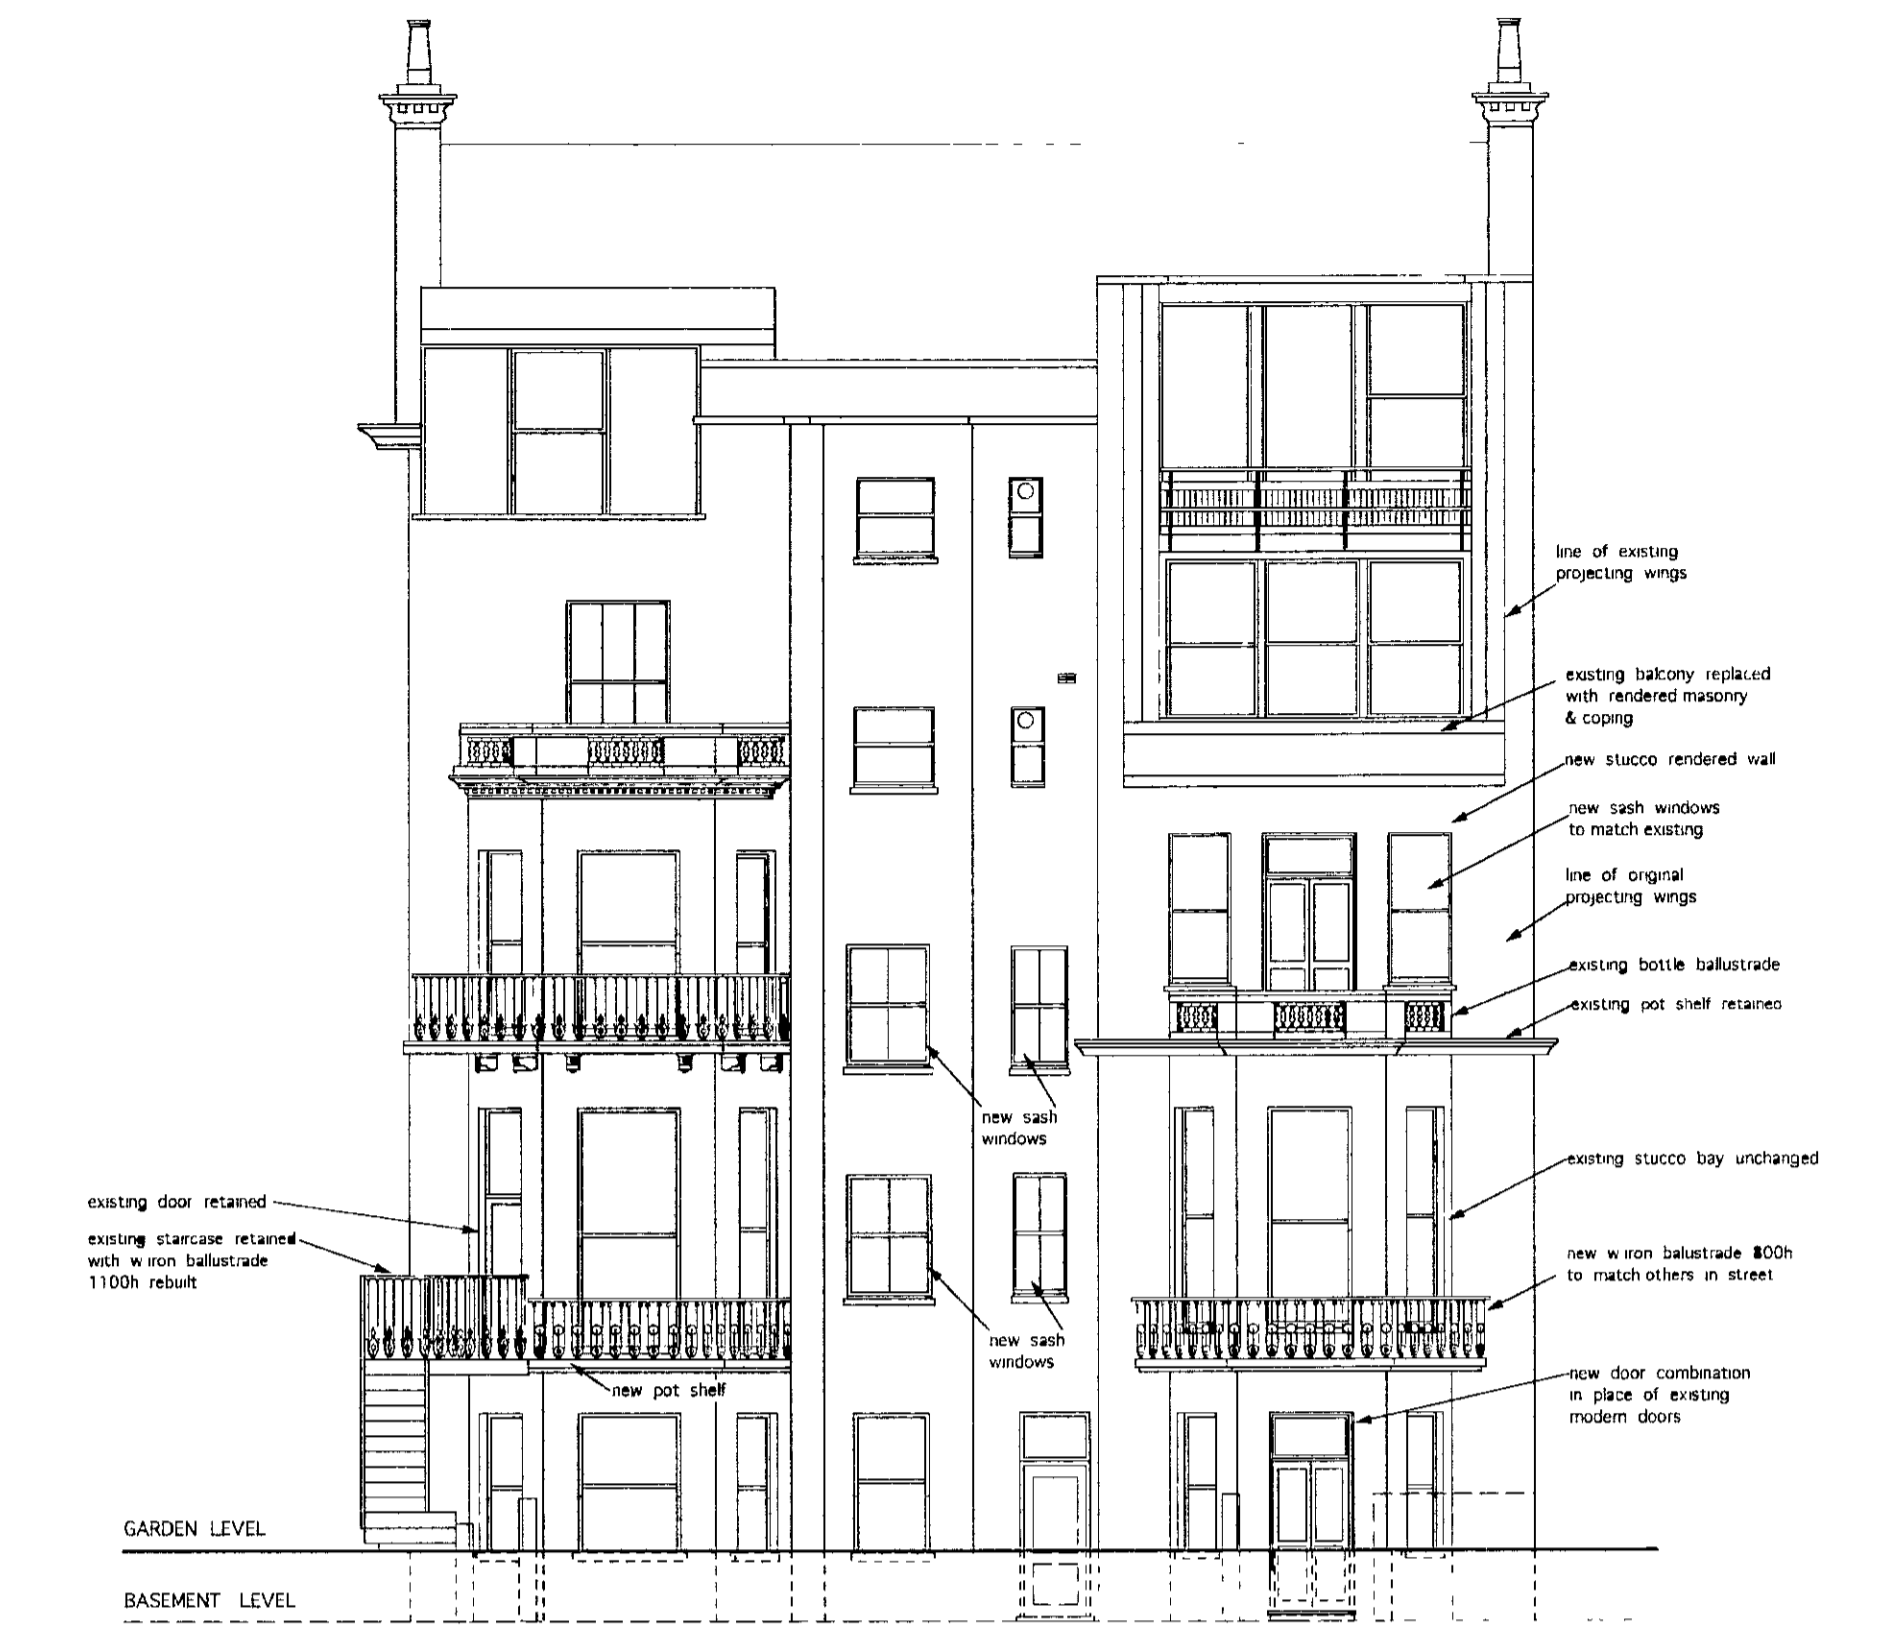 line of existing
projecting wings
existing balcony replaced
with rendered masonry
& coping
new stucco rendered wall
new sash windows
to match existing
line of original
projecting wings
existing bottle ballustrade
existing pot shelf retained
new sash
windows
existing stucco bay unchanged
existing door retained
existing staircase retained
with w iron ballustrade
1100h rebuilt
new w iron balustrade 800h
to match others in street
new sash
windows
new pot shelf
new door combination
in place of existing
modern doors
GARDEN LEVEL
BASEMENT LEVEL